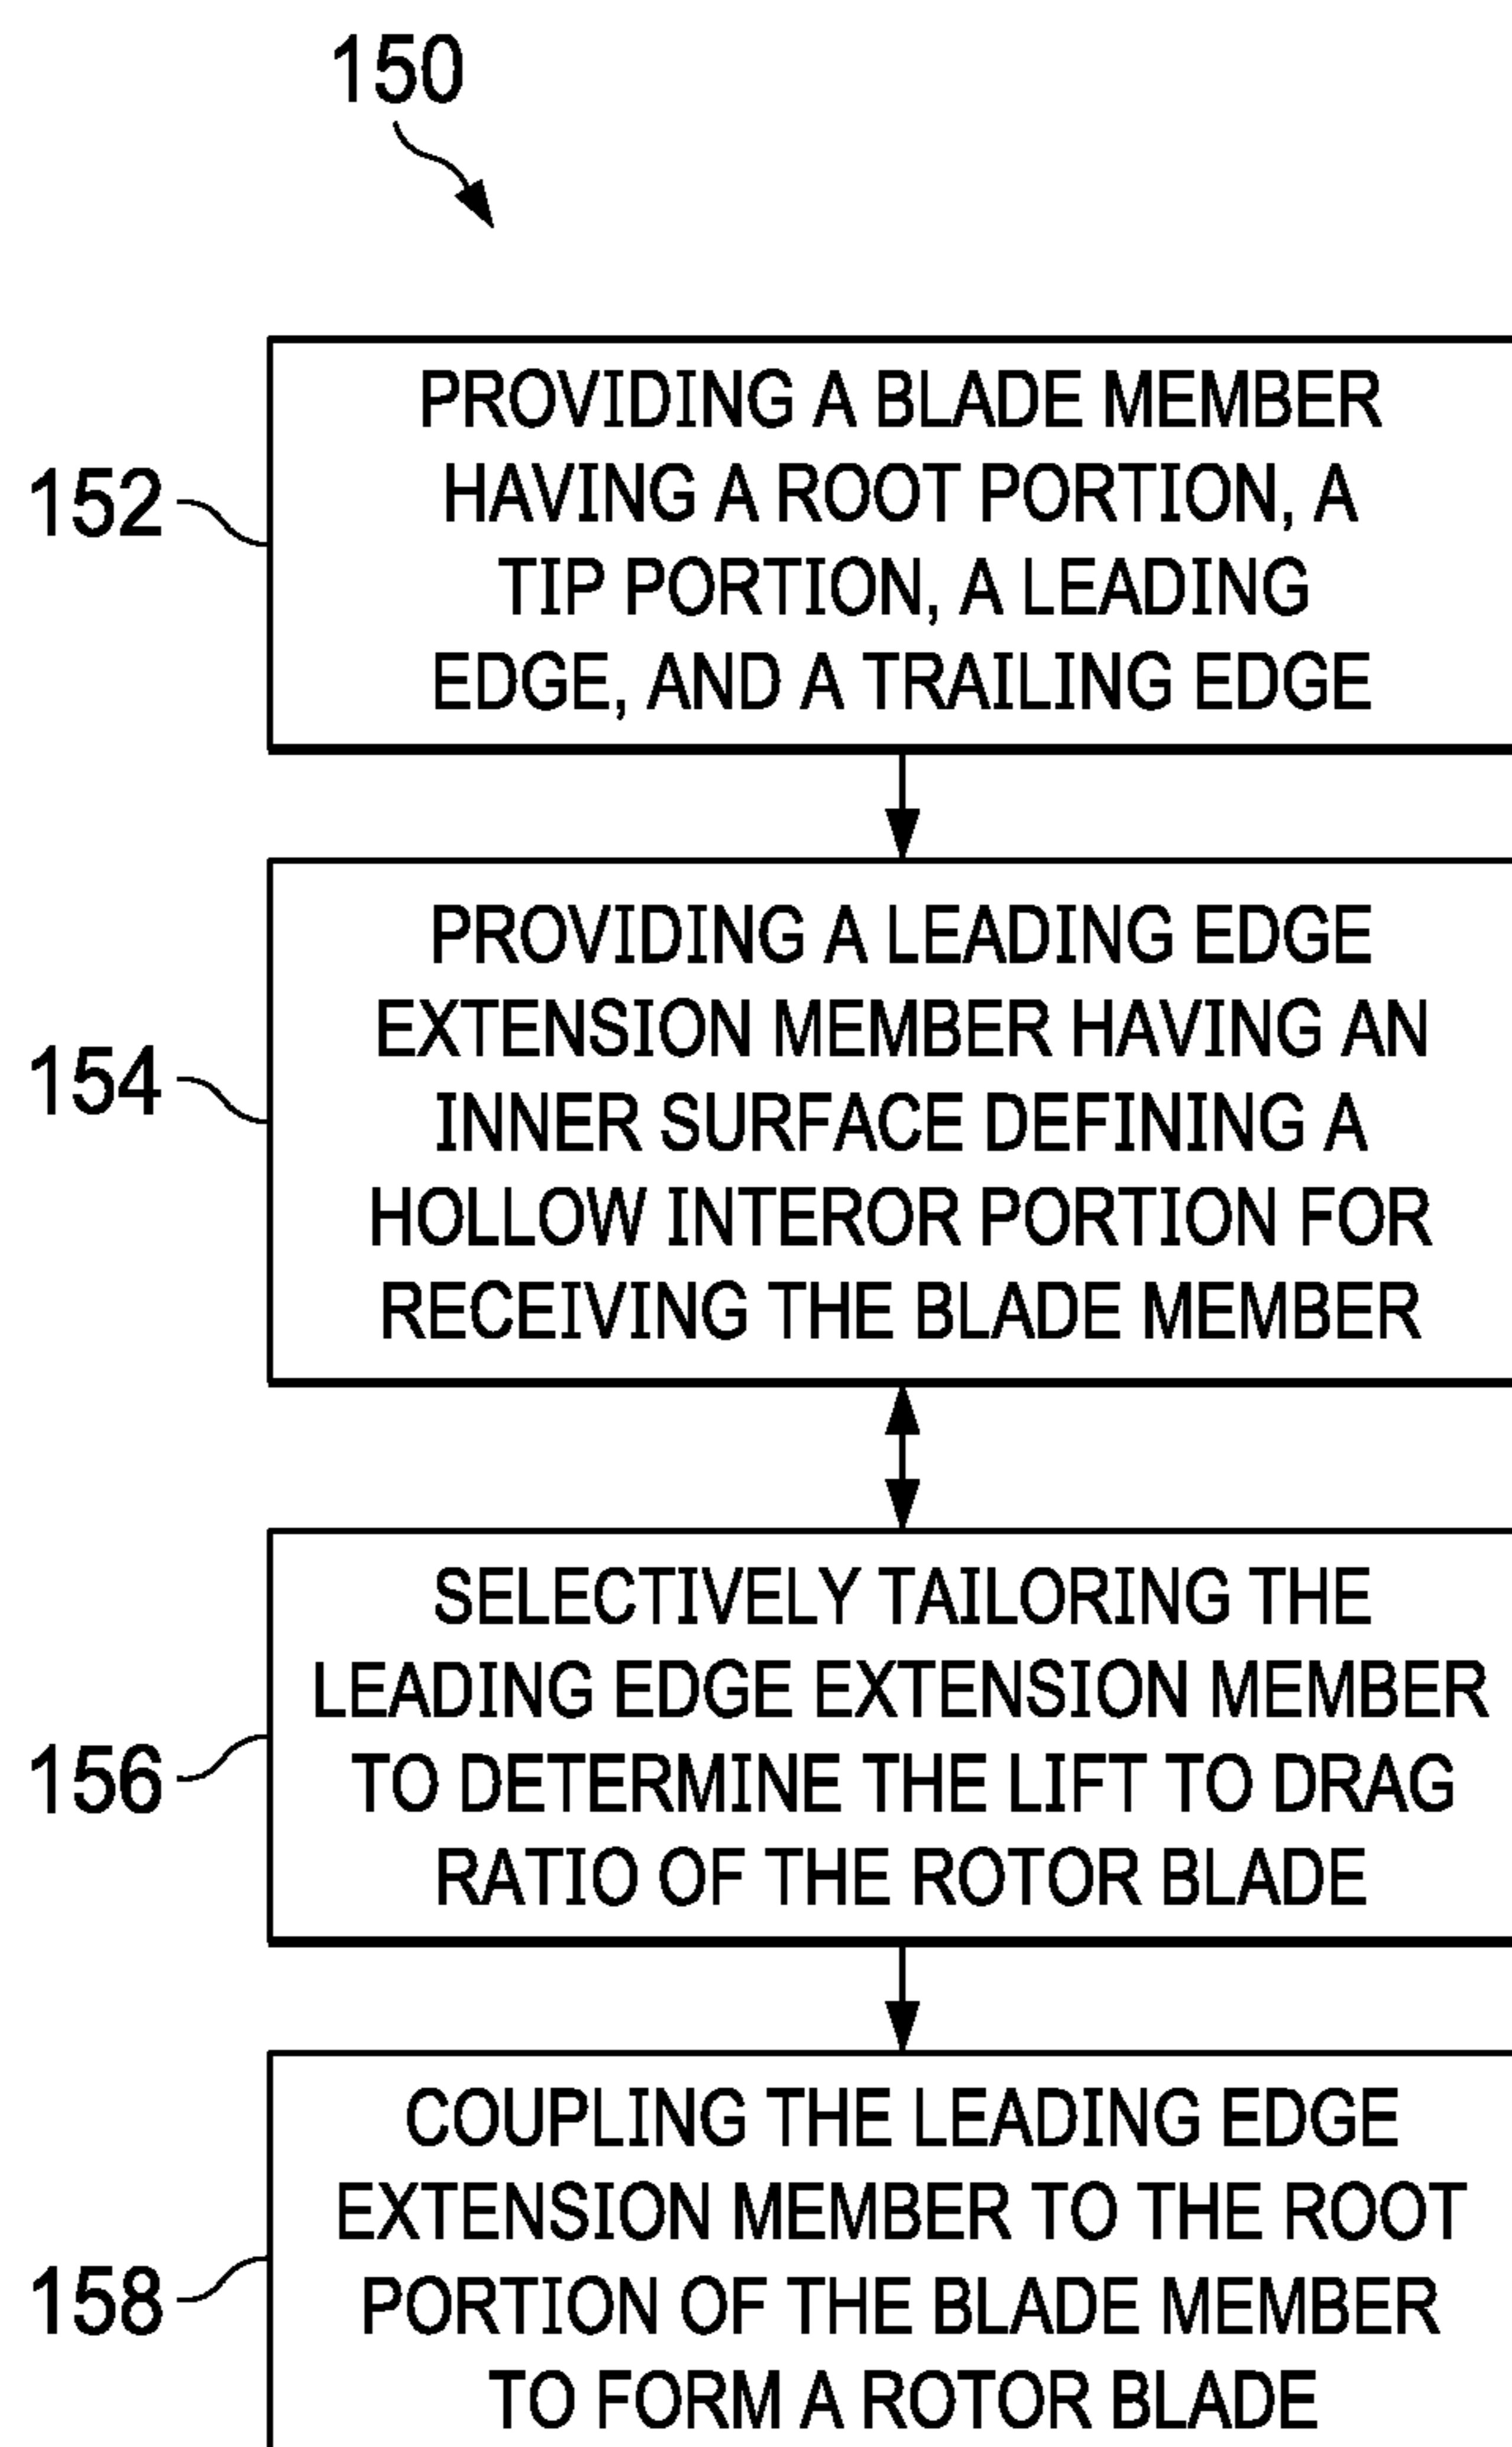 150
152
PROVIDING A BLADE MEMBER
HAVING A ROOT PORTION, A
TIP PORTION, A LEADING
EDGE, AND A TRAILING EDGE
154
PROVIDING A LEADING EDGE
EXTENSION MEMBER HAVING AN
INNER SURFACE DEFINING A
HOLLOW INTEROR PORTION FOR
RECEIVING THE BLADE MEMBER
156
SELECTIVELY TAILORING THE
LEADING EDGE EXTENSION MEMBER
TO DETERMINE THE LIFT TO DRAG
RATIO OF THE ROTOR BLADE
158
COUPLING THE LEADING EDGE
EXTENSION MEMBER TO THE ROOT
PORTION OF THE BLADE MEMBER
TO FORM A ROTOR BLADE